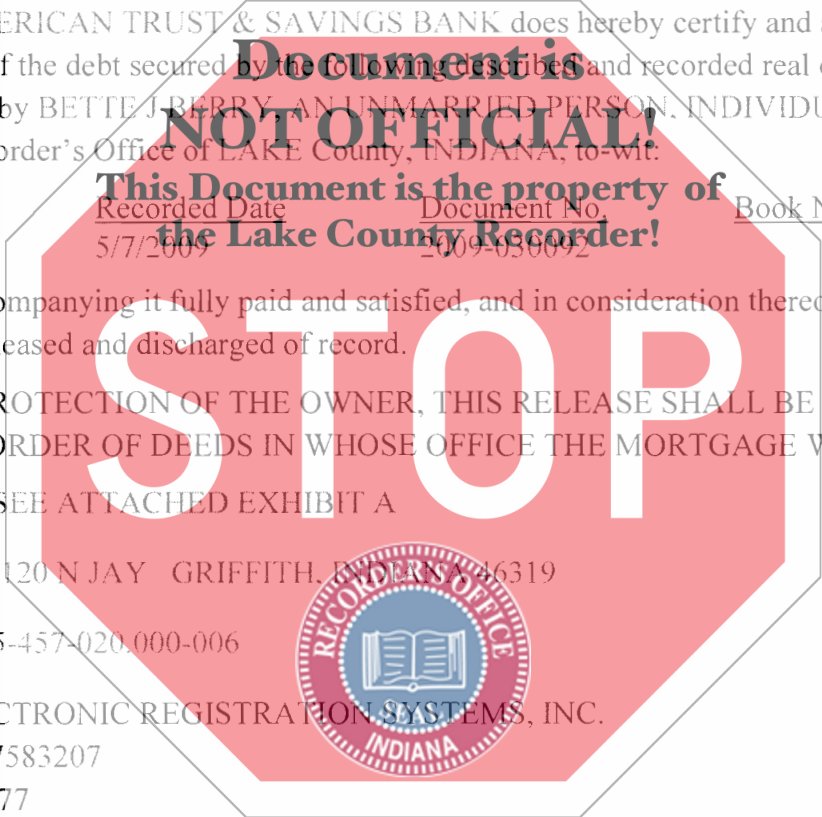 ERICAN TRUST & SAVINGS BANK does hereby certify and
Document is
f the debt secured by the following described and recorded real
by BETTE J BERRY, AN UNMARRIED PERSON, INDIVIDU
NOT OFFICIAL!
order's Office of LAKE County, INDIANA, to-wit:
This Document is the property of
Recorded Date Document No. Book N
the Lake County Recorder!
5/7/2009 2009-030092
ompanying it fully paid and satisfied, and in consideration thereo
eased and discharged of record.
STOP
ROTECTION OF THE OWNER, THIS RELEASE SHALL BE
ORDER OF DEEDS IN WHOSE OFFICE THE MORTGAGE W
SEE ATTACHED EXHIBIT A
120 N JAY GRIFFITH, INDIANA 46319
RECORDER'S OFFICE
5-457-020.000-006
CTRONIC REGISTRATION SYSTEMS, INC.
SEAL
INDIANA
7583207
77